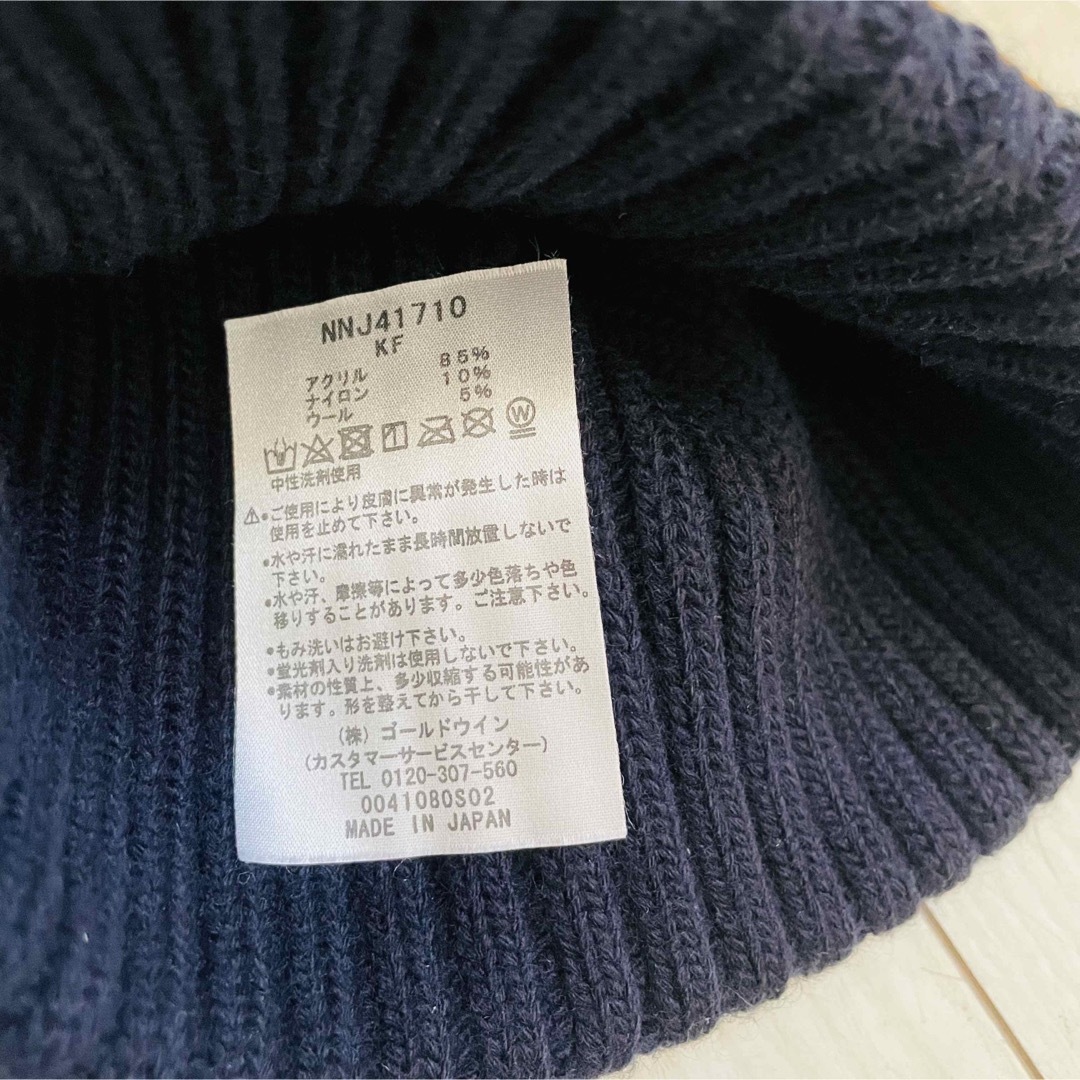 NNJ41710
KF
アクリル 85%
ナイロン 10%
ウール 5%
W
中性洗剤使用
⚠●ご使用により皮膚に異常が発生した時は
使用を止めて下さい。
●水や汗に濡れたまま長時間放置しないで
下さい。
●水や汗、摩擦等によって多少色落ちや色
移りすることがあります。ご注意下さい。
●もみ洗いはお避け下さい。
●蛍光剤入り洗剤は使用しないで下さい。
●素材の性質上、多少収縮する可能性があ
ります。形を整えてから干して下さい。
(株) ゴールドウイン
(カスタマーサービスセンター)
TEL 0120-307-560
0041080S02
MADE IN JAPAN